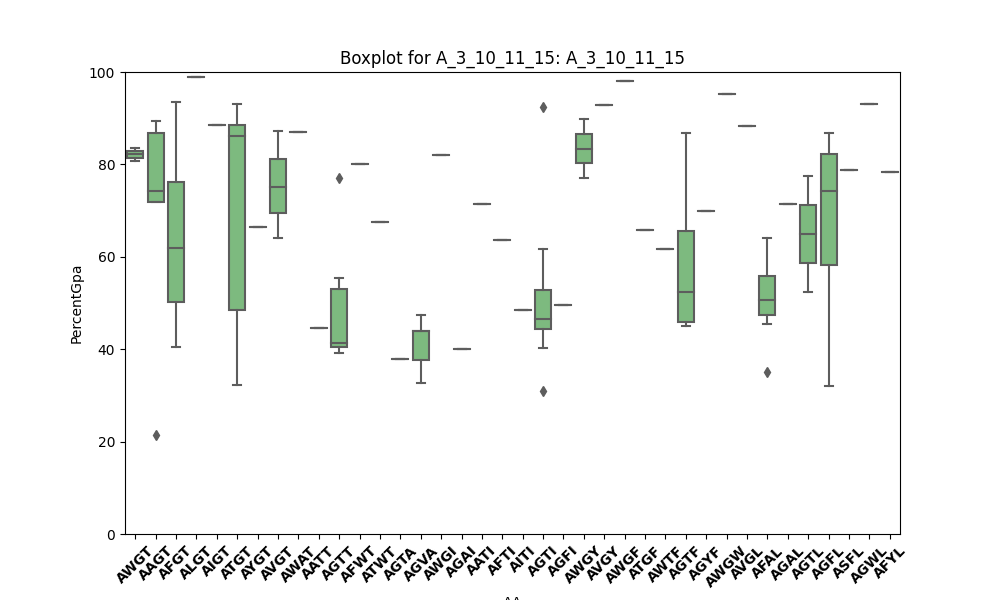 Boxplot for A_3_10_11_15: A_3_10_11_15
100
80
60
40
20
0
PercentGpa
AWGT AAGT AFGT ALGT AIGT ATGT AYGT AVGT AWAT AATT AGTT AFWT ATWT AGTA AGVA AWGI AGAI AATI AFTI AITI AGTI AGFI AWGY AVGY AWGF ATGF AWTF AGTF AGYF AWGW AVGL AFAL AGAL AGTL AGFL ASFL AGWL AFYL